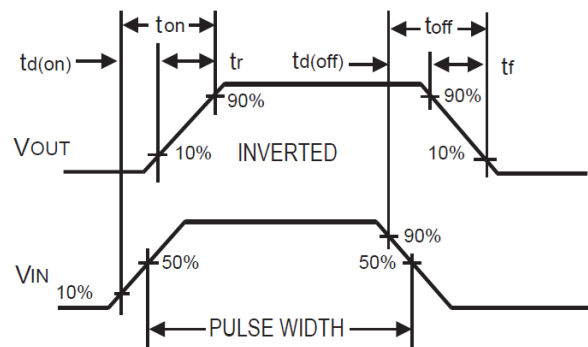 ton
toff
td(on)
tr
td(off)
tf
90%
90%
VOUT
10%
INVERTED
10%
90%
VIN
50%
50%
10%
PULSE WIDTH